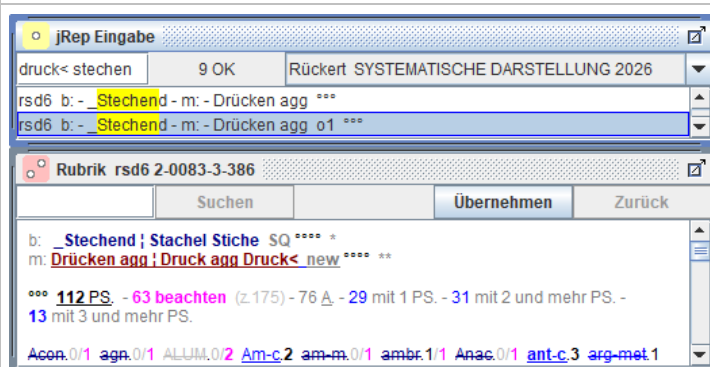 jRep Eingabe
druck< stechen 9 OK Rückert SYSTEMATISCHE DARSTELLUNG 2026
rsd6 b: - _Stechend - m: - Drücken agg °°°
rsd6 b: - _Stechend - m: - Drücken agg o1 °°°
Rubrik rsd6 2-0083-3-386
Suchen Übernehmen Zurück
b: _Stechend ¦ Stachel Stiche SQ °°°° *
m: Drücken agg ¦ Druck agg Druck< new °°°° **
°°° 112 PS. - 63 beachten (z.175) - 76 A. - 29 mit 1 PS. - 31 mit 2 und mehr PS. -
13 mit 3 und mehr PS.
Acon.0/1 agn.0/1 ALUM.0/2 Am-c.2 am-m.0/1 ambr.1/1 Anac.0/1 ant-c.3 arg-met.1